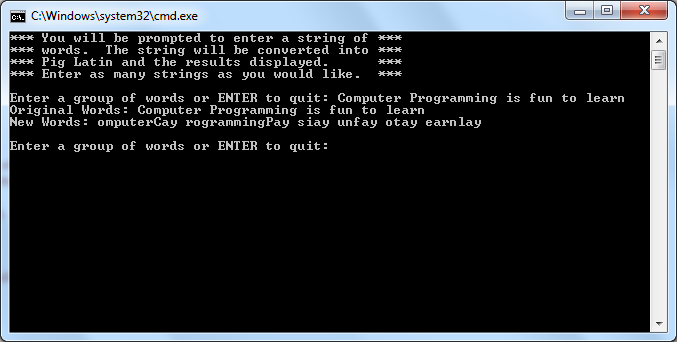 C:\Windows\system32\cmd.exe
*** You will be prompted to enter a string of ***
*** words.  The string will be converted into ***
*** Pig Latin and the results displayed.      ***
*** Enter as many strings as you would like.  ***
Enter a group of words or ENTER to quit: Computer Programming is fun to learn
Original Words: Computer Programming is fun to learn
New Words: omputerCay rogrammingPay siay unfay otay earnlay
Enter a group of words or ENTER to quit: